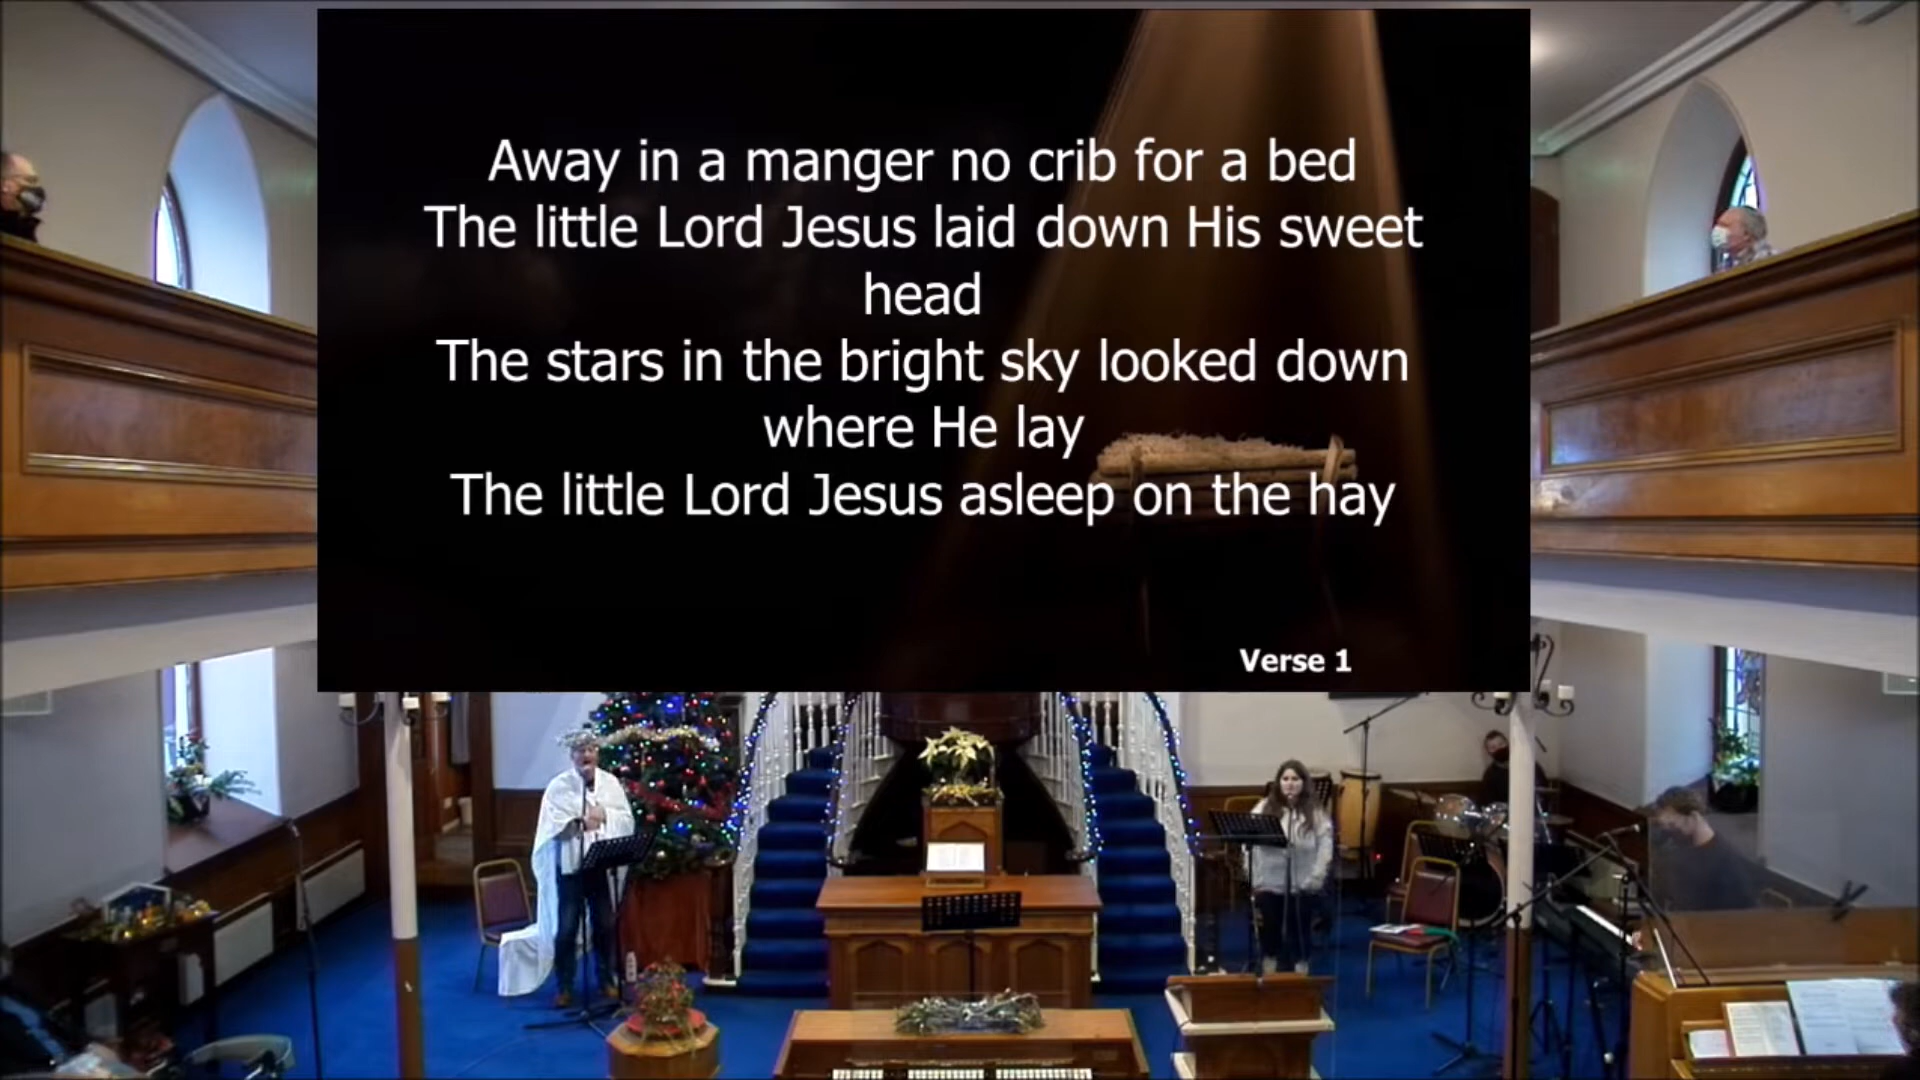 Away in a manger no crib for a bed
The little Lord Jesus laid down His sweet
head
The stars in the bright sky looked down
where He lay
The little Lord Jesus asleep on the hay
Verse 1